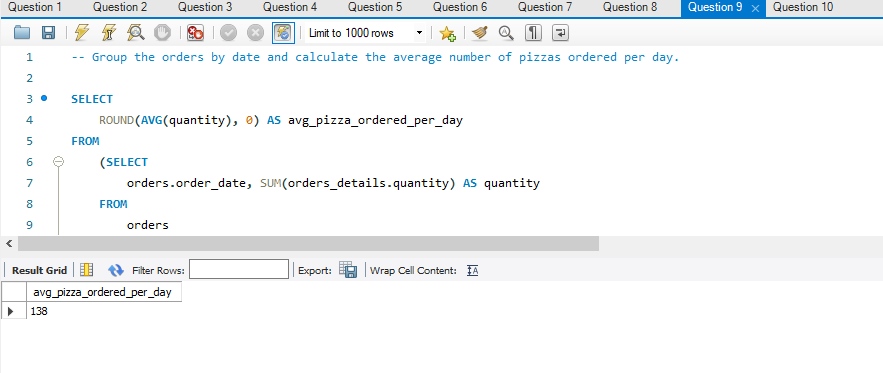 Question 1 Question 2 Question 3 Question 4 Question 5 Question 6 Question 7 Question 8 Question 9 Question 10
Limit to 1000 rows
1 -- Group the orders by date and calculate the average number of pizzas ordered per day.
2
3 SELECT
4 ROUND(AVG(quantity), 0) AS avg_pizza_ordered_per_day
5 FROM
6 (SELECT
7 orders.order_date, SUM(orders_details.quantity) AS quantity
8 FROM
9 orders
Result Grid Filter Rows: Export: Wrap Cell Content:
avg_pizza_ordered_per_day
138